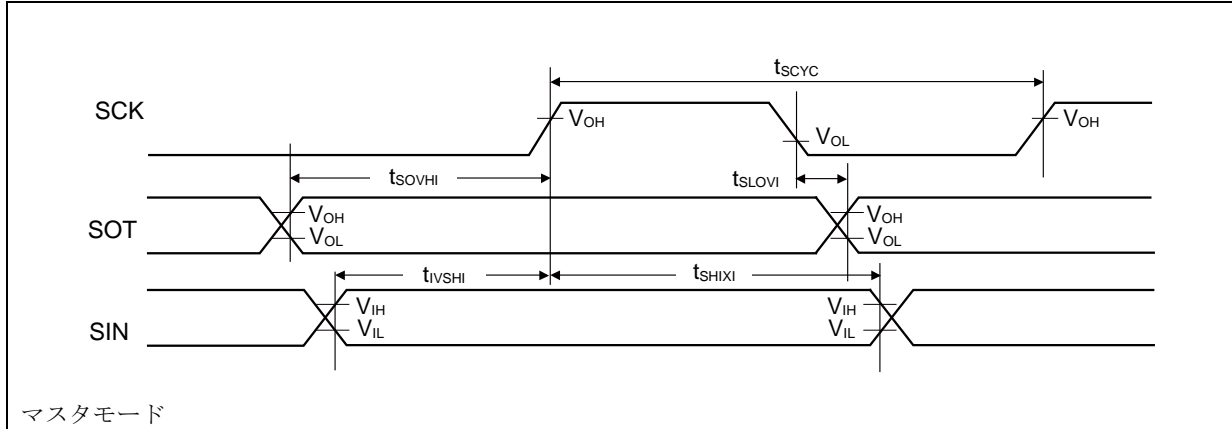 tSCYC
SCK
VOH
VOL
VOH
tSOVHI
tSLOVI
SOT
VOH
VOL
VOH
VOL
tIVSHI
tSHIXI
SIN
VIH
VIL
VIH
VIL
マスタモード